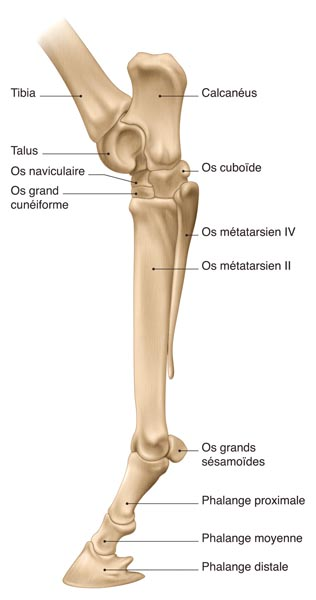 Tibia
Calcanéus
Talus
Os naviculaire
Os grand
cunéiforme
Os cuboïde
Os métatarsien IV
Os métatarsien II
Os grands
sésamoïdes
Phalange proximale
Phalange moyenne
Phalange distale